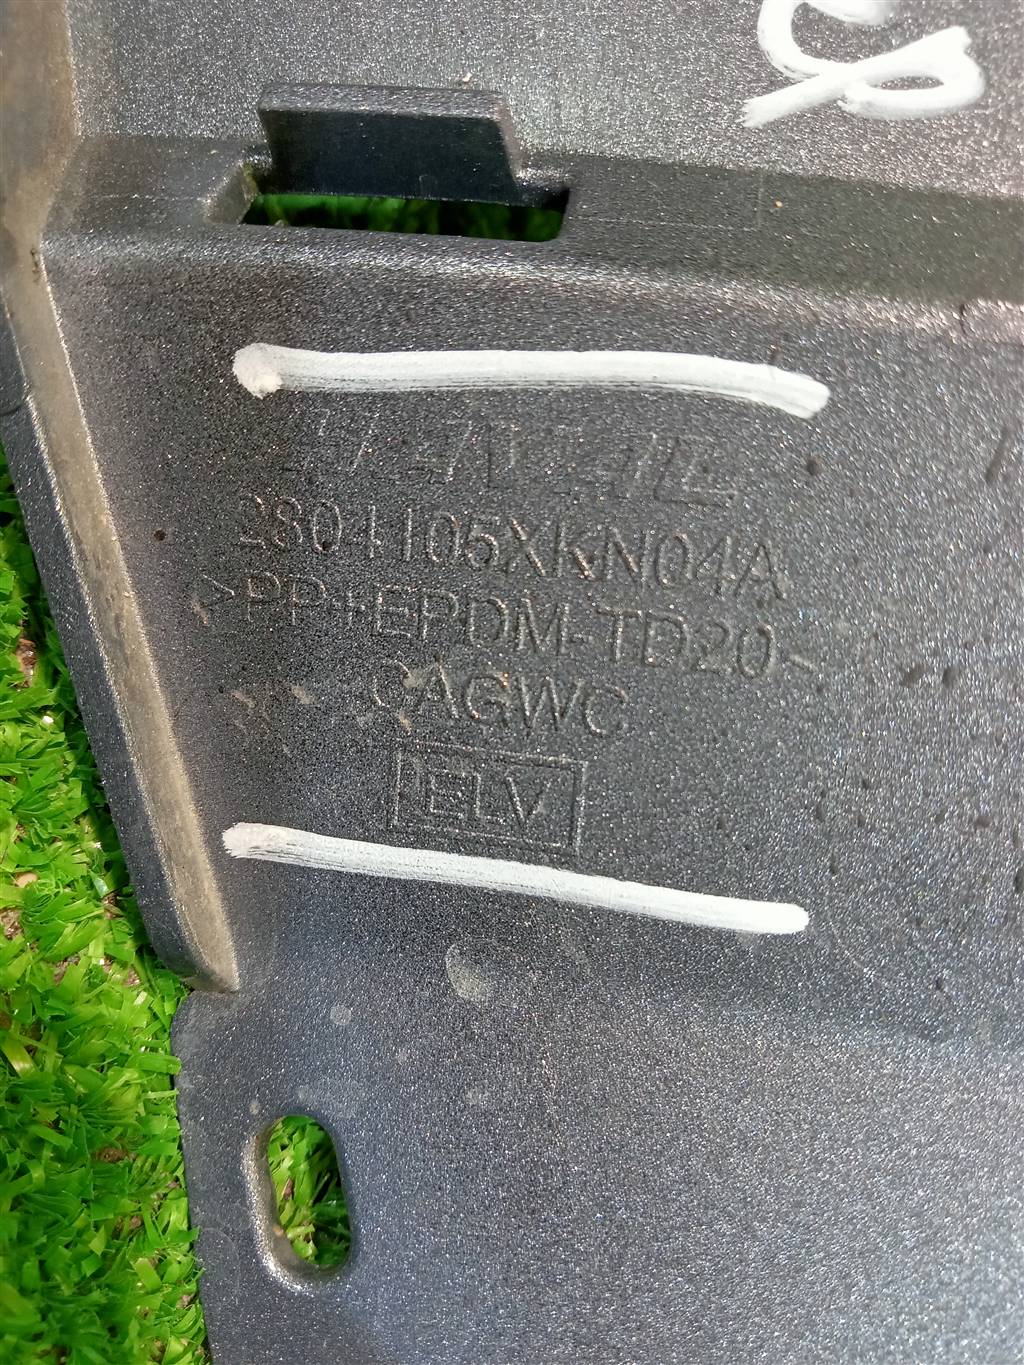 2804105XKN04A
>PP+EPDM-TD20<
CAGWC
ELV